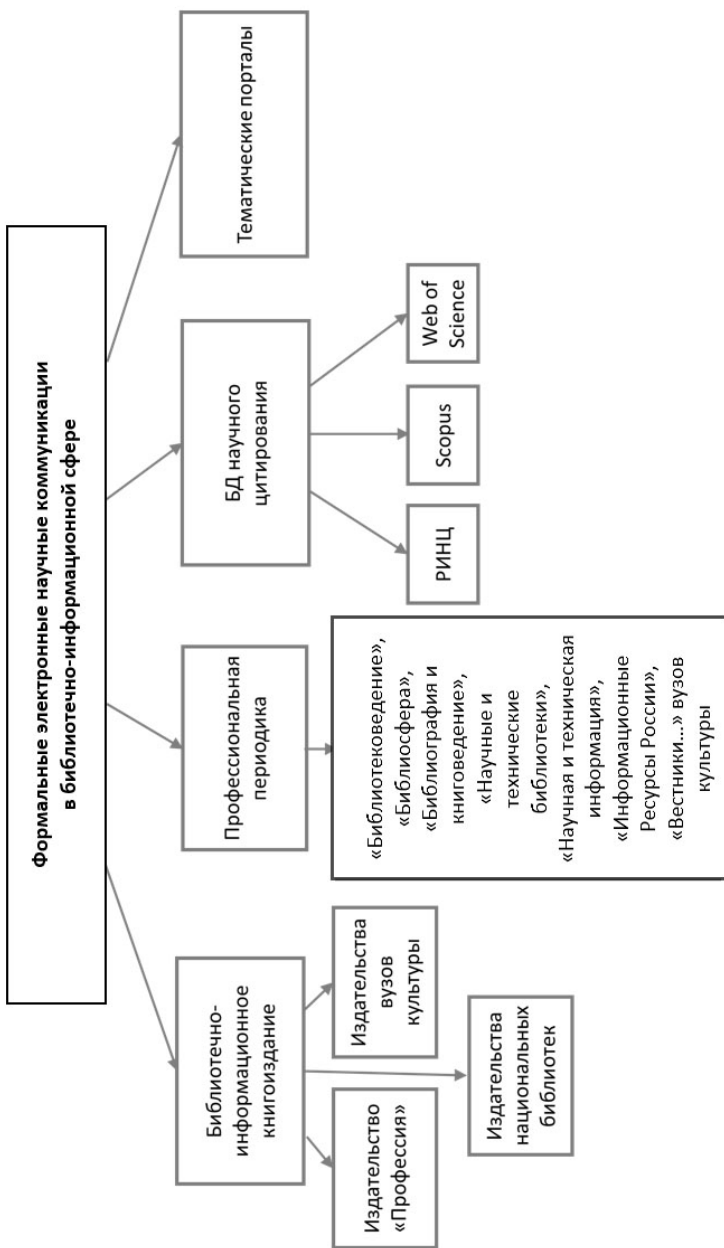 Формальные электронные научные коммуникации
в библиотечно-информационной сфере
Библиотечно-
информационное
книгоиздание
Профессиональная
периодика
БД научного
цитирования
Тематические порталы
Издательство
«Профессия»
Издательства
национальных
библиотек
Издательства
вузов
культуры
«Библиотековедение»,
«Библиосфера»,
«Библиография и
книговедение»,
«Научные и
технические
библиотеки»,
«Научная и техническая
информация»,
«Информационные
Ресурсы России»,
«Вестники...» вузов
культуры
РИНЦ
Scopus
Web of
Science